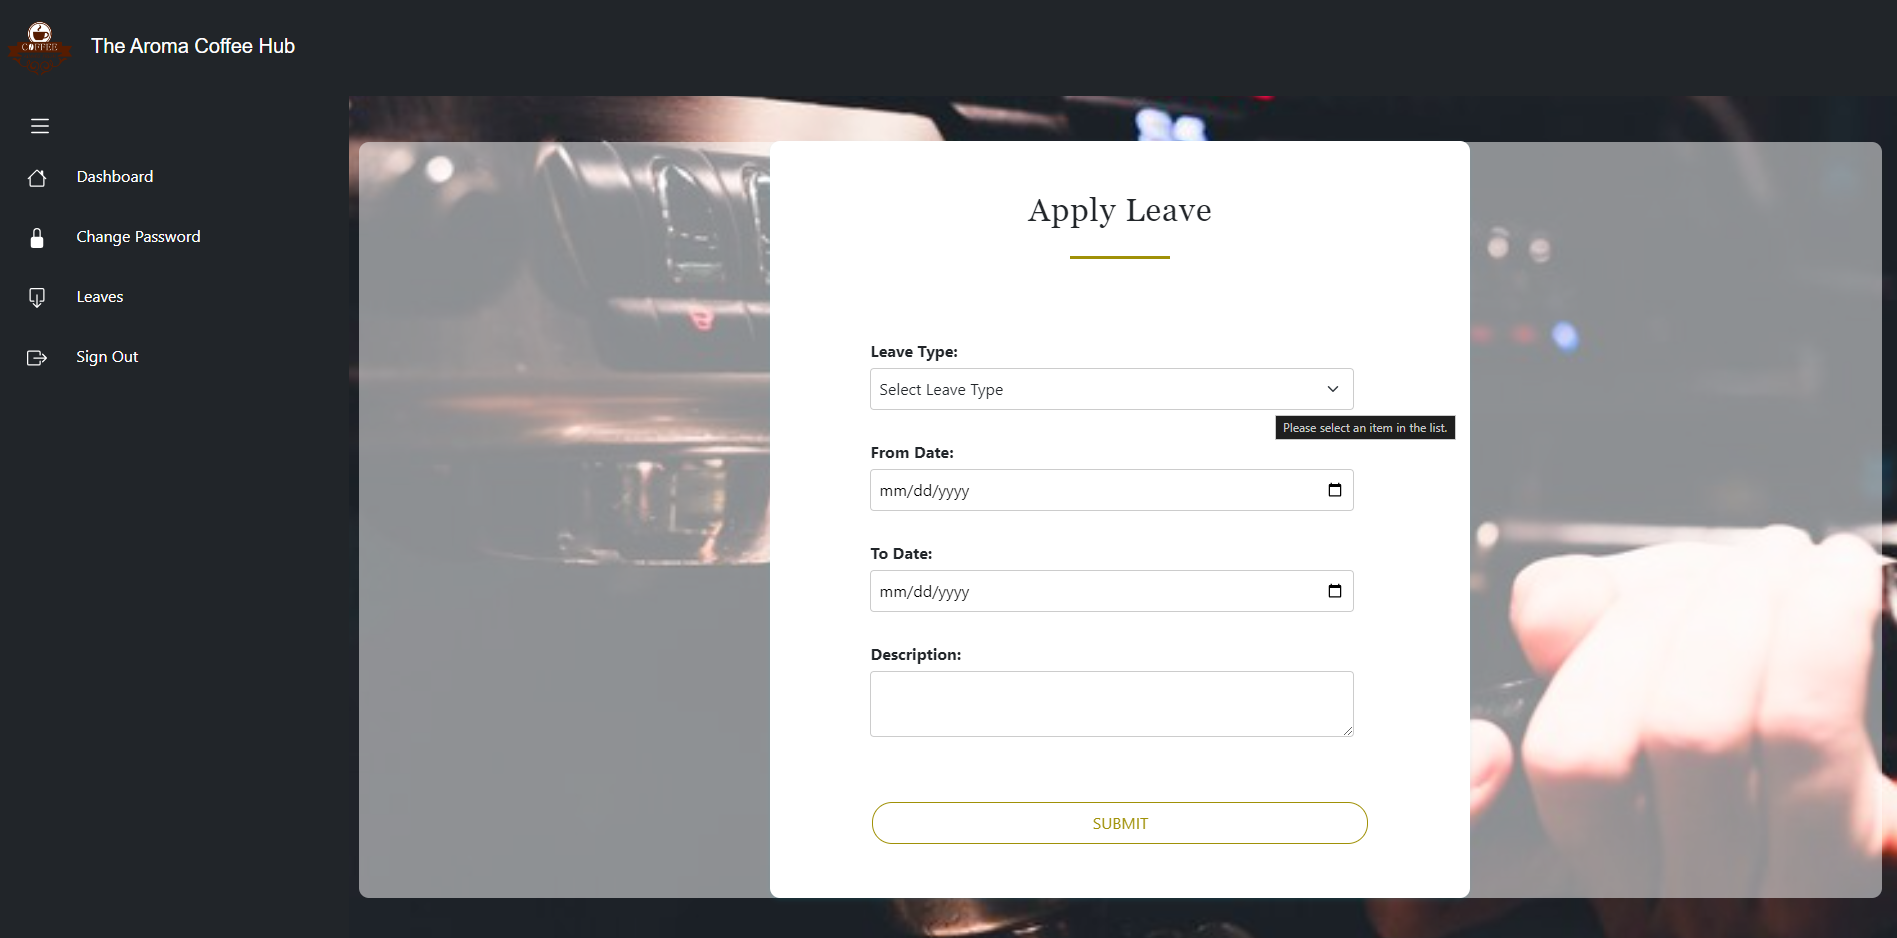 COFFEE
The Aroma Coffee Hub
Dashboard
Change Password
Leaves
Sign Out
Apply Leave
Leave Type:
Select Leave Type
Please select an item in the list.
From Date:
mm/dd/yyyy
To Date:
mm/dd/yyyy
Description:
SUBMIT